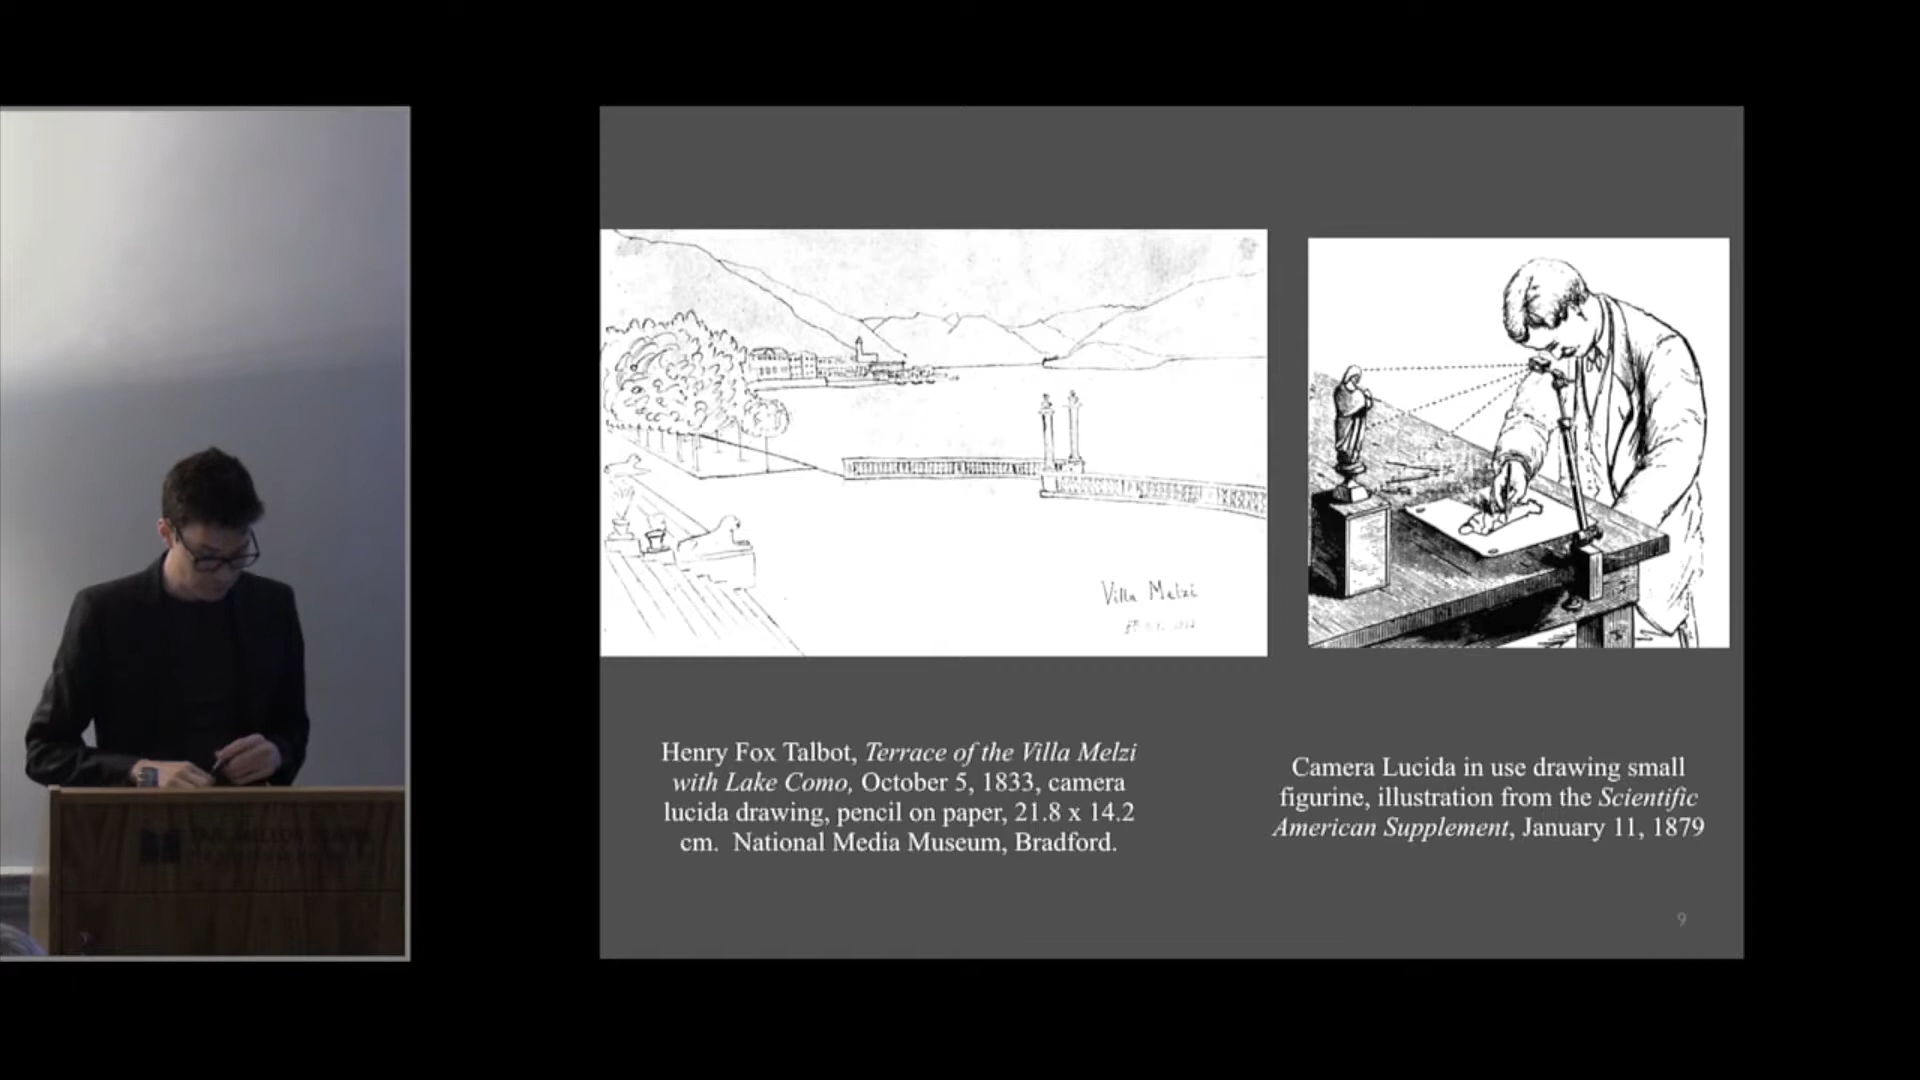 Villa Melzi
Henry Fox Talbot, Terrace of the Villa Melzi
with Lake Como, October 5, 1833, camera
lucida drawing, pencil on paper, 21.8 x 14.2
cm. National Media Museum, Bradford.
Camera Lucida in use drawing small
figurine, illustration from the Scientific
American Supplement, January 11, 1879
9